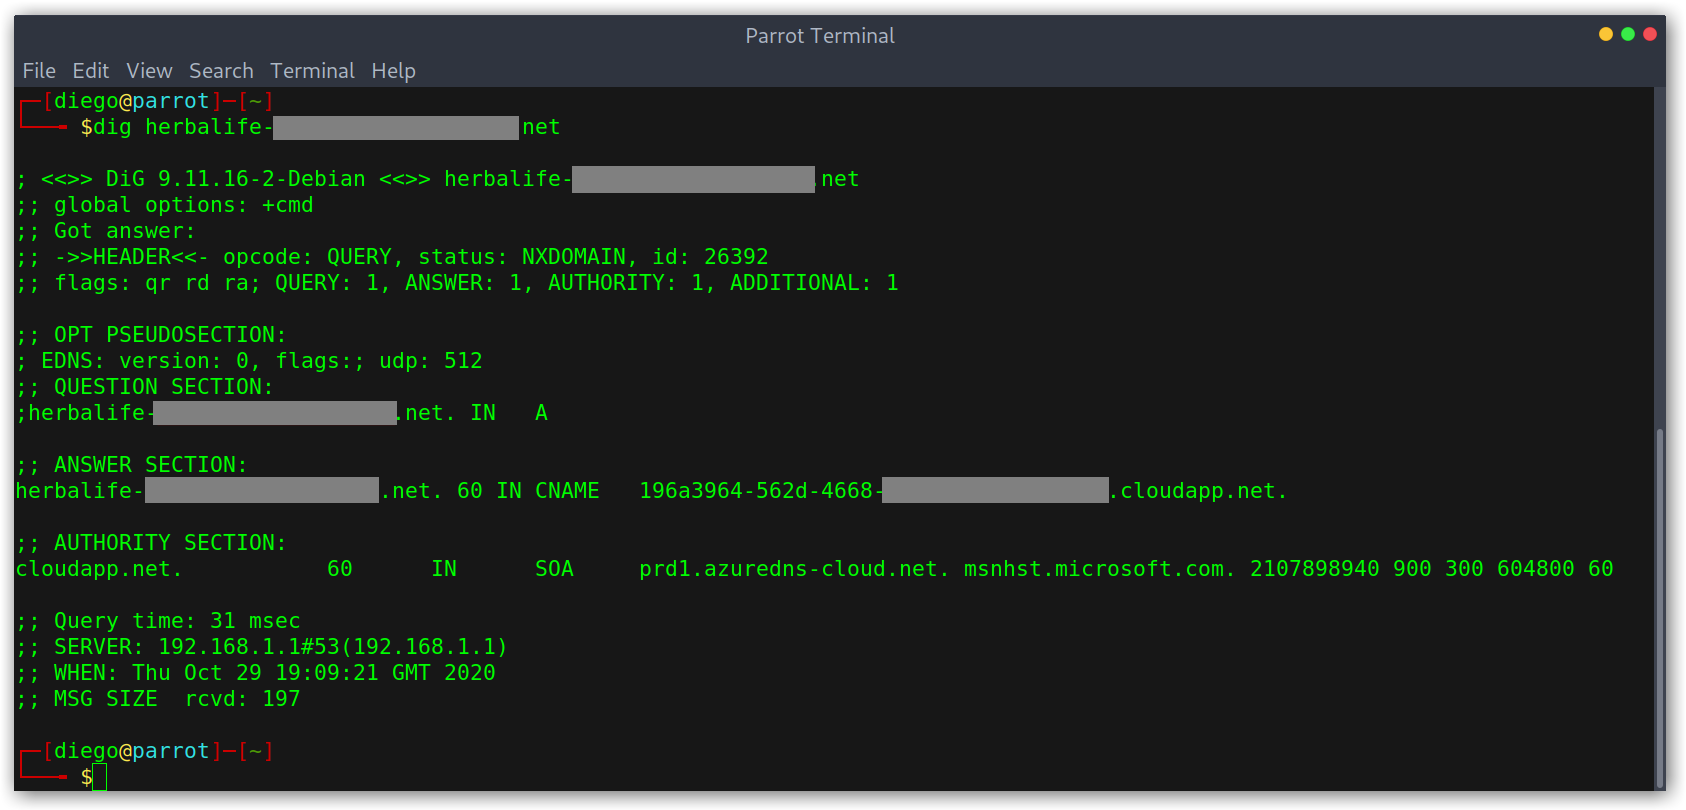 Parrot Terminal
File Edit View Search Terminal Help
[diego@parrot]─[~]
$dig herbalife- net
; <<>> DiG 9.11.16-2-Debian <<>> herbalife- .net
;; global options: +cmd
;; Got answer:
;; ->>HEADER<<- opcode: QUERY, status: NXDOMAIN, id: 26392
;; flags: qr rd ra; QUERY: 1, ANSWER: 1, AUTHORITY: 1, ADDITIONAL: 1
;; OPT PSEUDOSECTION:
; EDNS: version: 0, flags:; udp: 512
;; QUESTION SECTION:
;herbalife- .net. IN A
;; ANSWER SECTION:
herbalife- .net. 60 IN CNAME 196a3964-562d-4668- .cloudapp.net.
;; AUTHORITY SECTION:
cloudapp.net. 60 IN SOA prd1.azuredns-cloud.net. msnhst.microsoft.com. 2107898940 900 300 604800 60
;; Query time: 31 msec
;; SERVER: 192.168.1.1#53(192.168.1.1)
;; WHEN: Thu Oct 29 19:09:21 GMT 2020
;; MSG SIZE rcvd: 197
[diego@parrot]─[~]
$